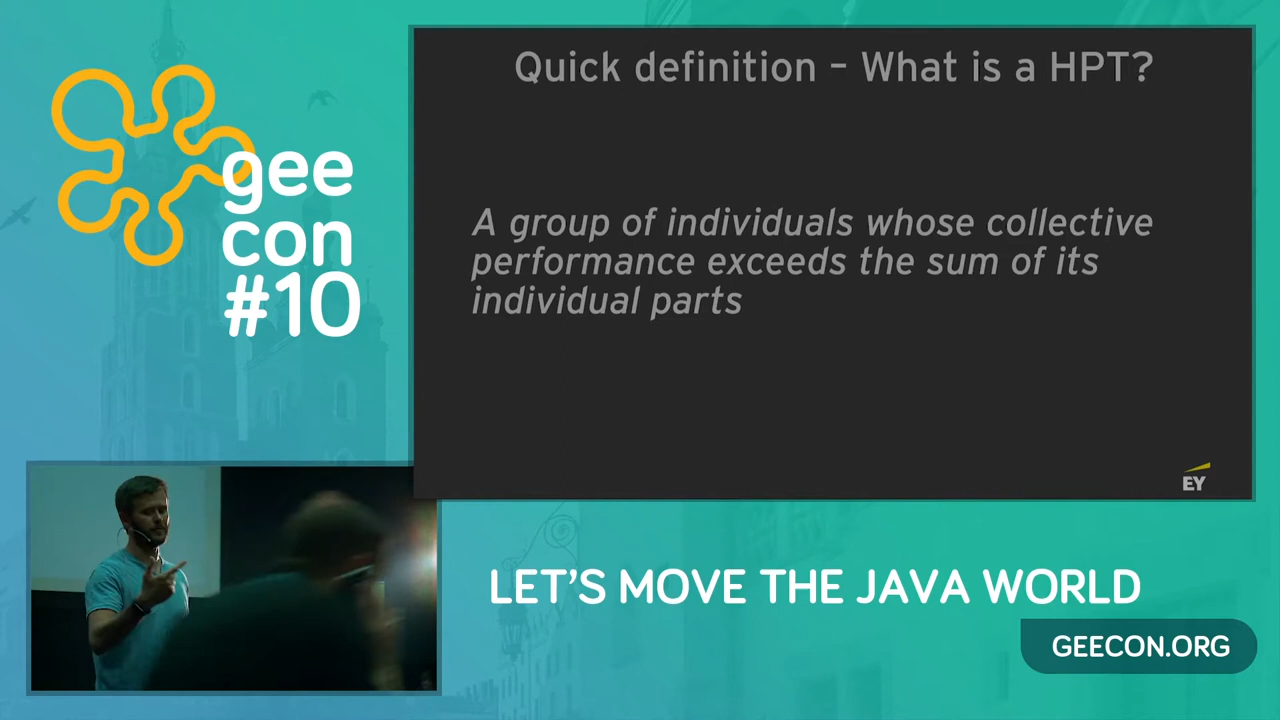 gee
con
#10
Quick definition – What is a HPT?
A group of individuals whose collective
performance exceeds the sum of its
individual parts
EY
LET'S MOVE THE JAVA WORLD
GEECON.ORG